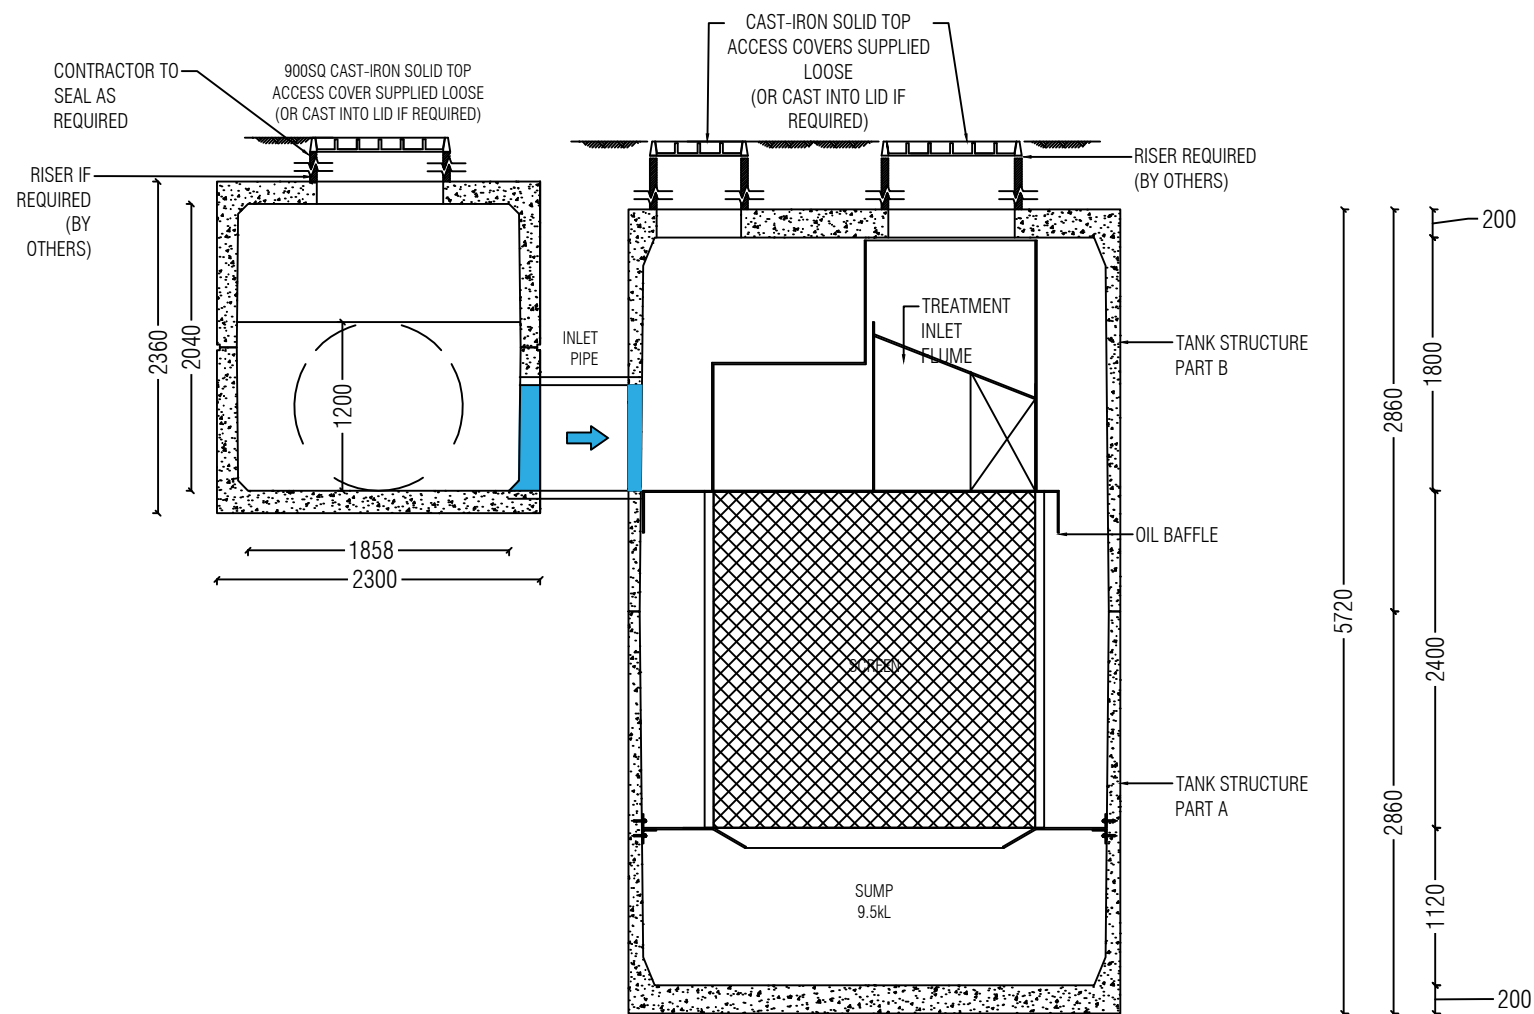 CAST-IRON SOLID TOP
ACCESS COVERS SUPPLIED
LOOSE
(OR CAST INTO LID IF
REQUIRED)
CONTRACTOR TO
SEAL AS
REQUIRED
900SQ CAST-IRON SOLID TOP
ACCESS COVER SUPPLIED LOOSE
(OR CAST INTO LID IF REQUIRED)
RISER IF
REQUIRED
(BY
OTHERS)
RISER REQUIRED
(BY OTHERS)
200
TREATMENT
INLET
FLUME
INLET
PIPE
TANK STRUCTURE
PART B
2360
2040
1200
1800
2860
OIL BAFFLE
1858
2300
5720
2400
SCREEN
TANK STRUCTURE
PART A
2860
SUMP
9.5kL
1120
200